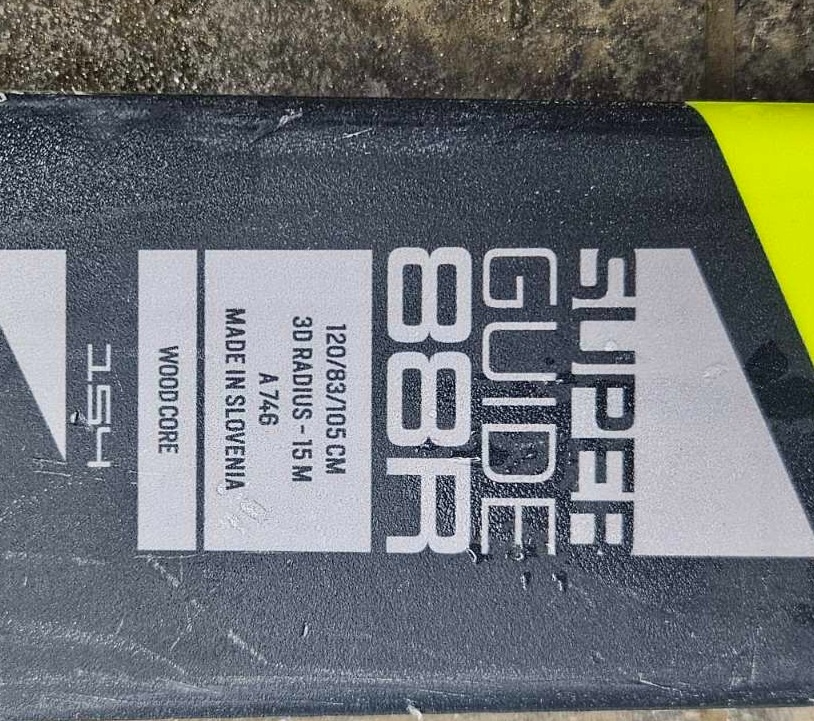 SUPER
GUIDE
88R
120/83/105 CM
3D RADIUS - 15 M
A 746
MADE IN SLOVENIA
WOOD CORE
154